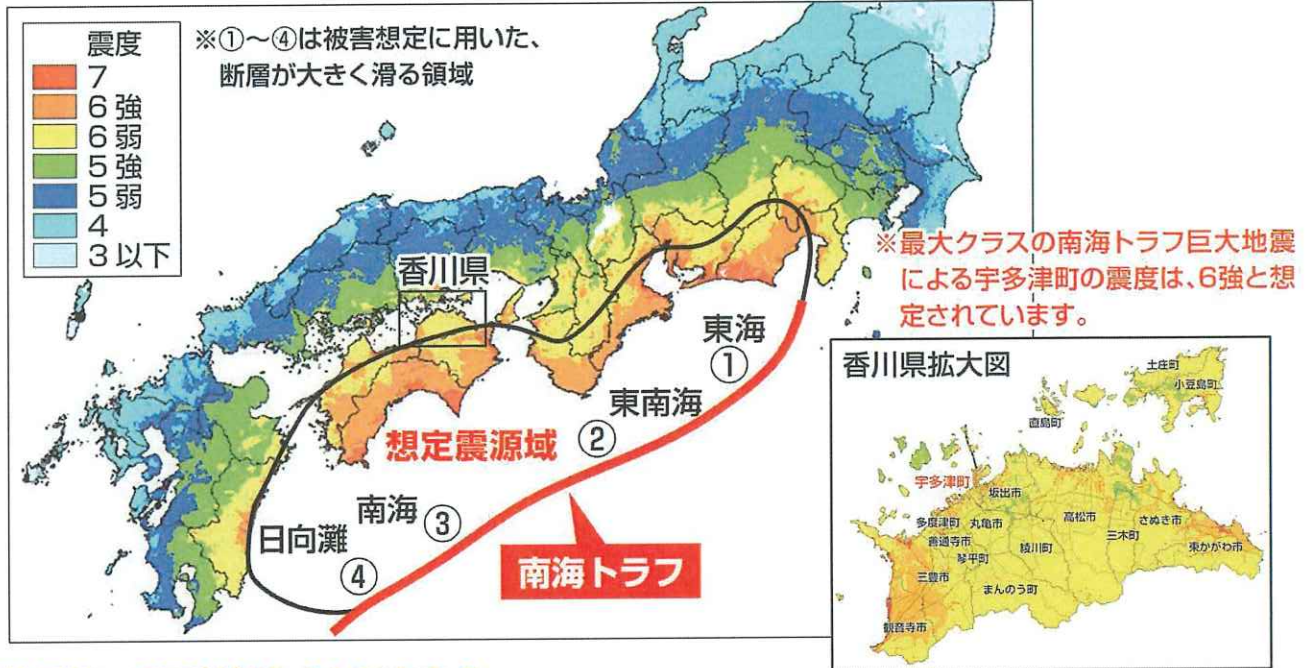 震度
7
6強
6弱
5強
5弱
4
3以下
※①～④は被害想定に用いた、
断層が大きく滑る領域
香川県
想定震源域
東海
①
東南海
②
南海
③
日向灘
④
南海トラフ
※最大クラスの南海トラフ巨大地震
による宇多津町の震度は、6強と想
定されています。
香川県拡大図
土庄町
小豆島町
直島町
宇多津町
坂出市
多度津町
丸亀市
高松市
さぬき市
善通寺市
三木町
東かがわ市
琴平町
綾川町
三豊市
まんのう町
観音寺市